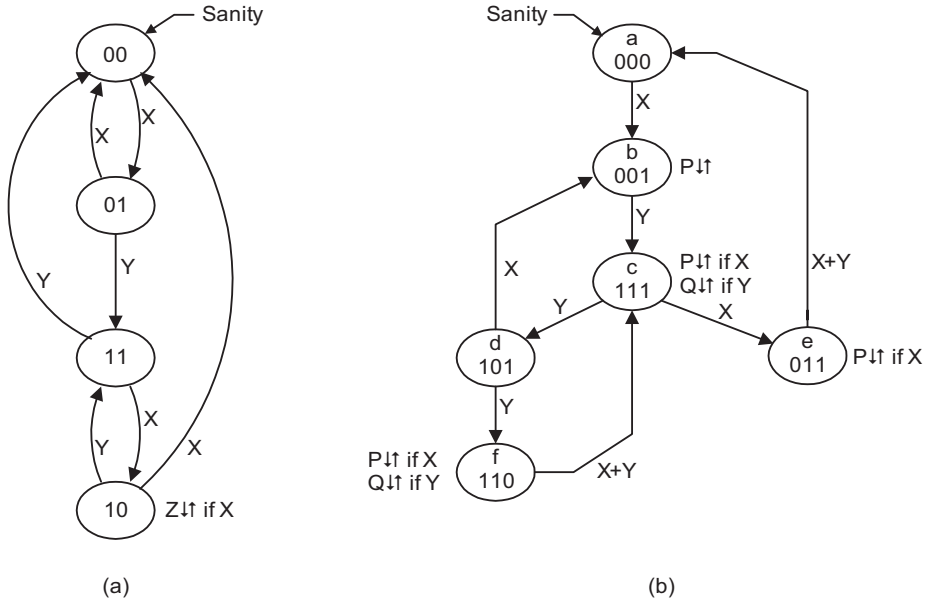 Sanity
00
X
X
01
Y
Y
11
X
Y
X
10
Z↓↑ if X
(a)
Sanity
a
000
X
b
001
P↓↑
Y
X
X+Y
c
111
P↓↑ if X
Q↓↑ if Y
Y
X
d
101
e
011
P↓↑ if X
Y
P↓↑ if X
Q↓↑ if Y
f
110
X+Y
(b)